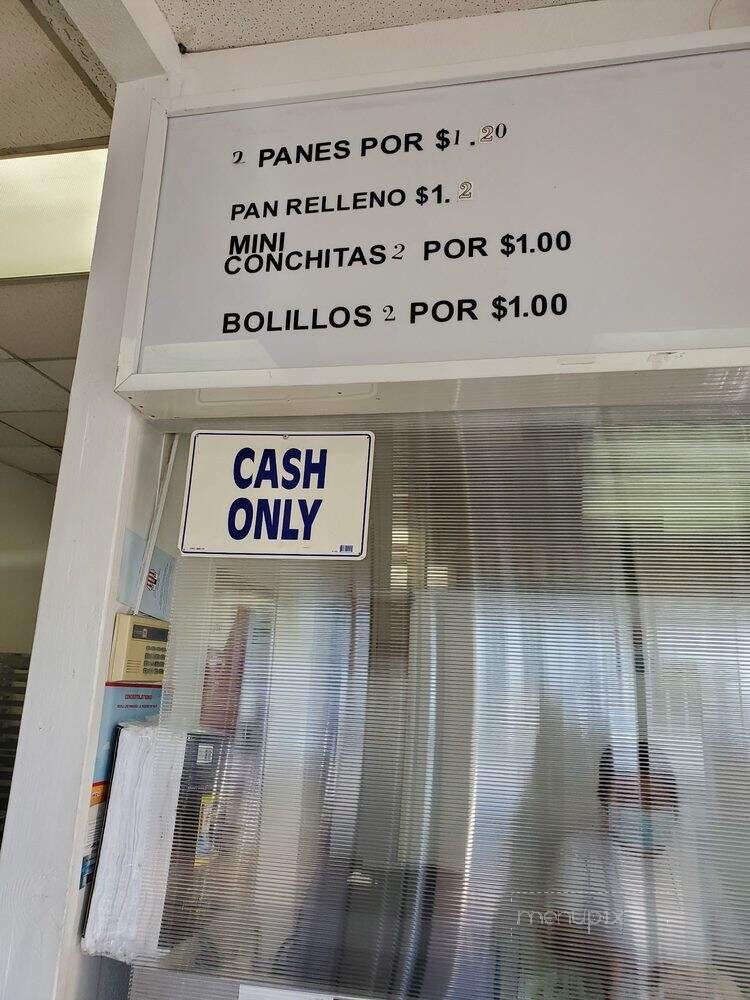 2 PANES POR $1.20
PAN RELLENO $1. 2
MINI
CONCHITAS 2 POR $1.00
BOLILLOS 2 POR $1.00
CASH
ONLY
menupix